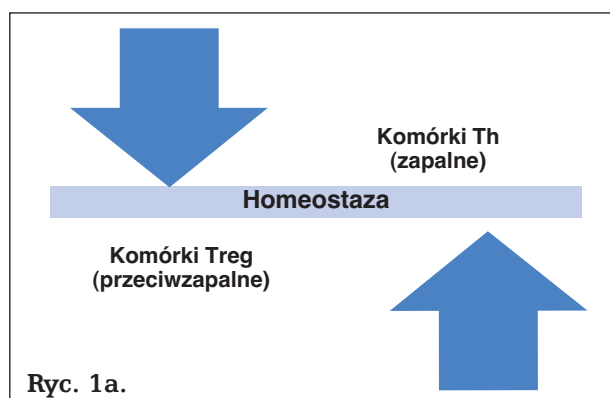 Komórki Th
(zapalne)
Homeostaza
Komórki Treg
(przeciwzapalne)
Ryc. 1a.